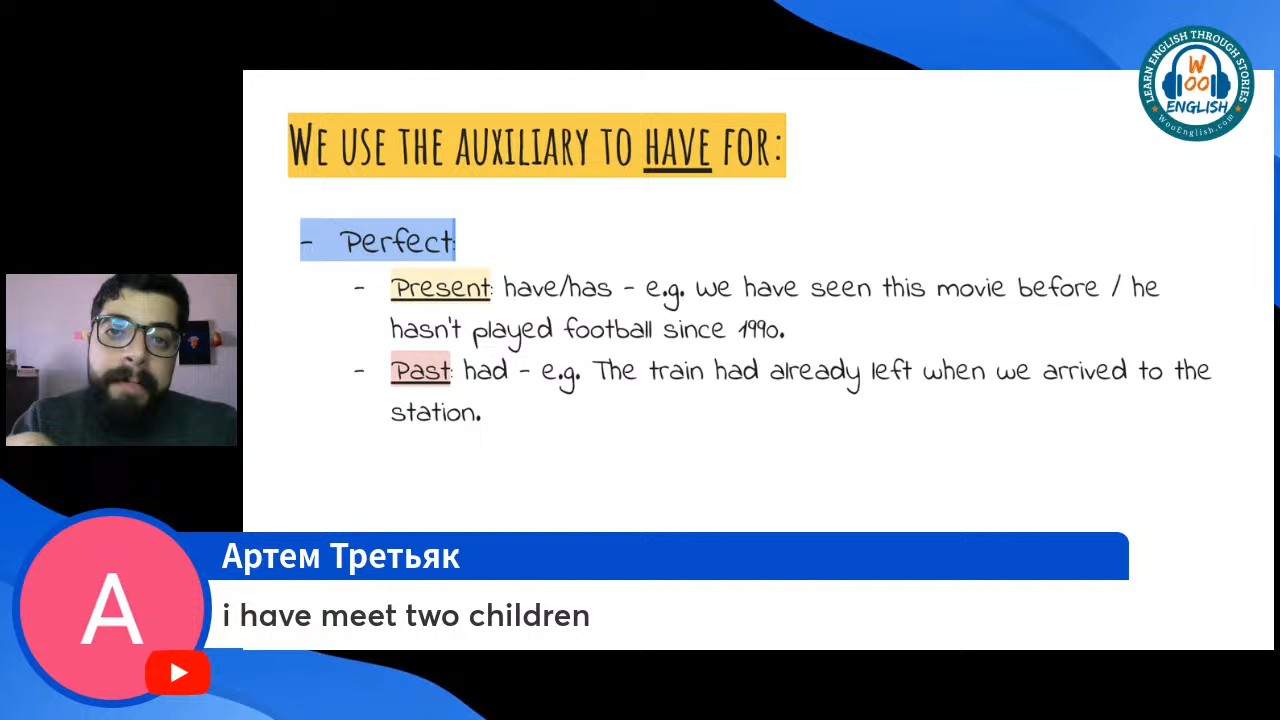 LEARN ENGLISH THROUGH STORIES
WOO
ENGLISH
WooEnglish.com
WE USE THE AUXILIARY TO HAVE FOR:
- Perfect:
- Present: have/has - e.g. we have seen this movie before / he
hasn't played football since 1990.
- Past: had - e.g. The train had already left when we arrived to the
station.
Артем Третьяк
A
i have meet two children